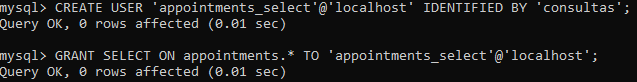 mysql> CREATE USER 'appointments_select'@'localhost' IDENTIFIED BY 'consultas';
Query OK, 0 rows affected (0.01 sec)
mysql> GRANT SELECT ON appointments.* TO 'appointments_select'@'localhost';
Query OK, 0 rows affected (0.01 sec)